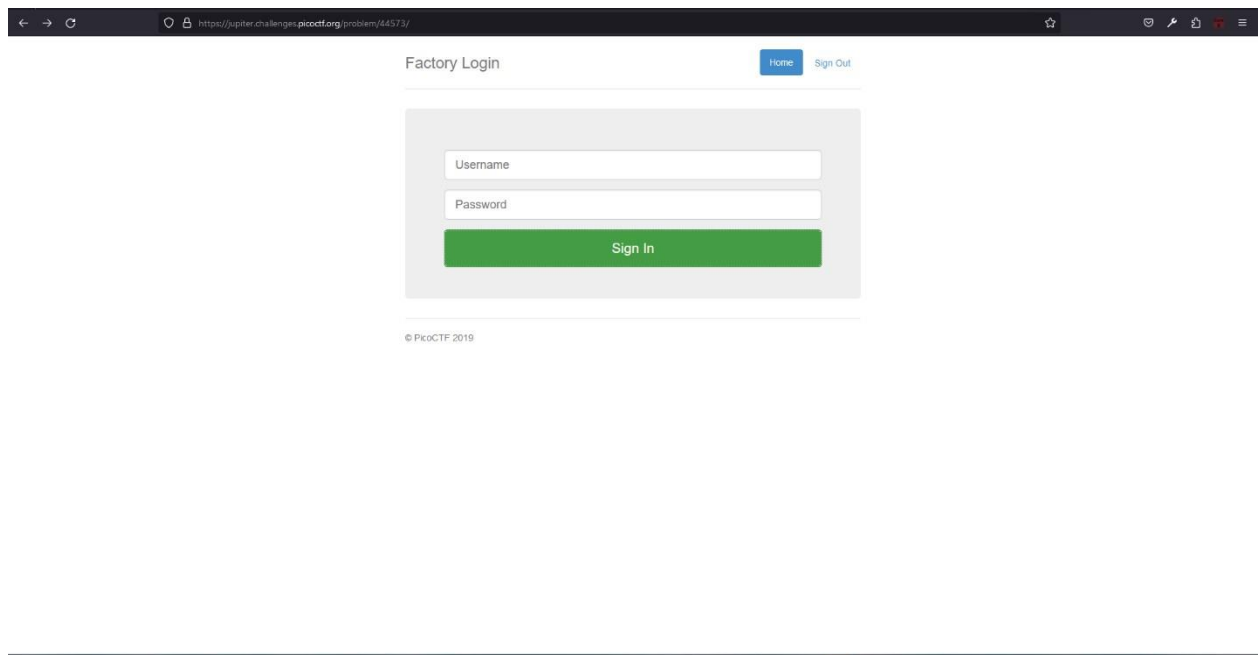 https://jupiter.challenges.picoctf.org/problem/44573/
Factory Login
Home
Sign Out
Username
Password
Sign In
© PicoCTF 2019